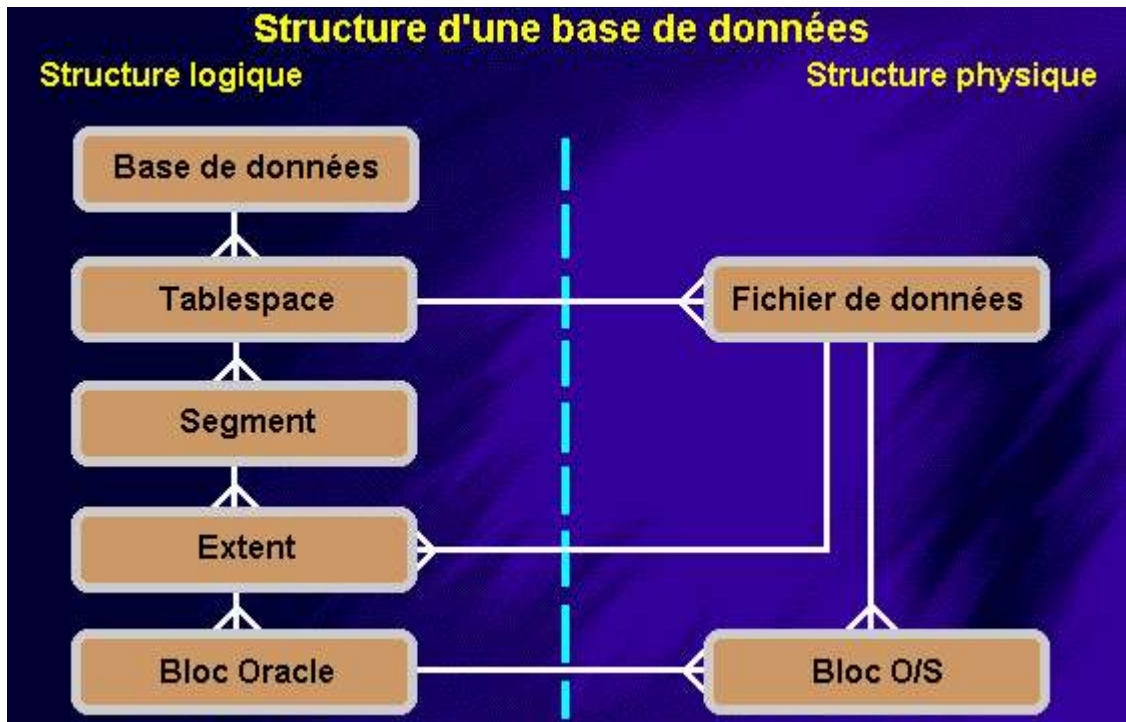 Structure d'une base de données
Structure logique
Structure physique
Base de données
Tablespace
Fichier de données
Segment
Extent
Bloc Oracle
Bloc O/S